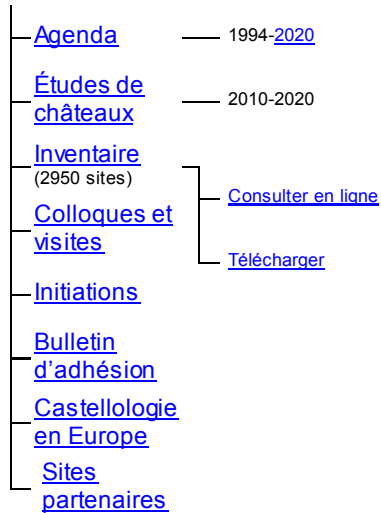 Agenda 1994-2020
Études de
châteaux 2010-2020
Inventaire
(2950 sites)
Consulter en ligne
Colloques et
visites
Télécharger
Initiations
Bulletin
d'adhésion
Castellologie
en Europe
Sites
partenaires